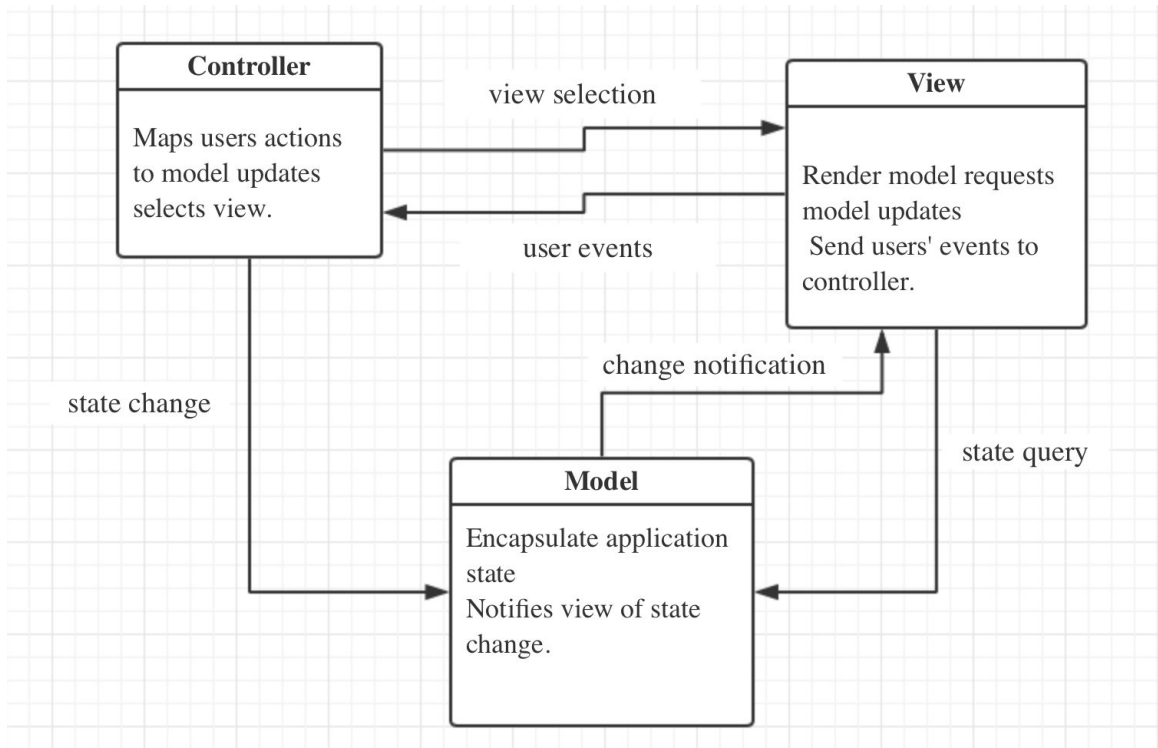 Controller
Maps users actions
to model updates
selects view.
view selection
user events
View
Render model requests
model updates
Send users' events to
controller.
change notification
state change
state query
Model
Encapsulate application
state
Notifies view of state
change.